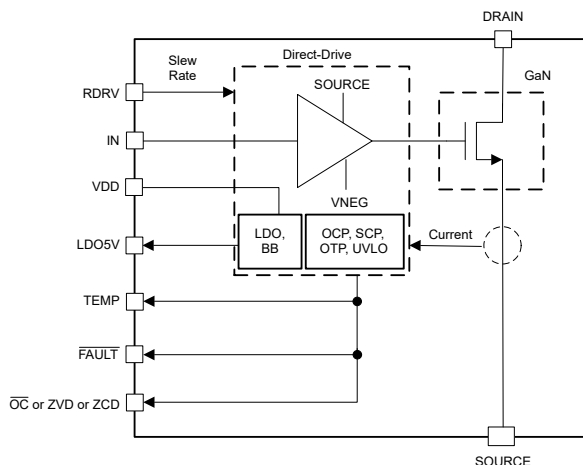 DRAIN
Slew
Rate
Direct-Drive
GaN
SOURCE
RDRV
IN
VDD
VNEG
LDO,
BB
OCP, SCP,
OTP, UVLO
Current
LDO5V
TEMP
FAULT
OC or ZVD or ZCD
SOURCE